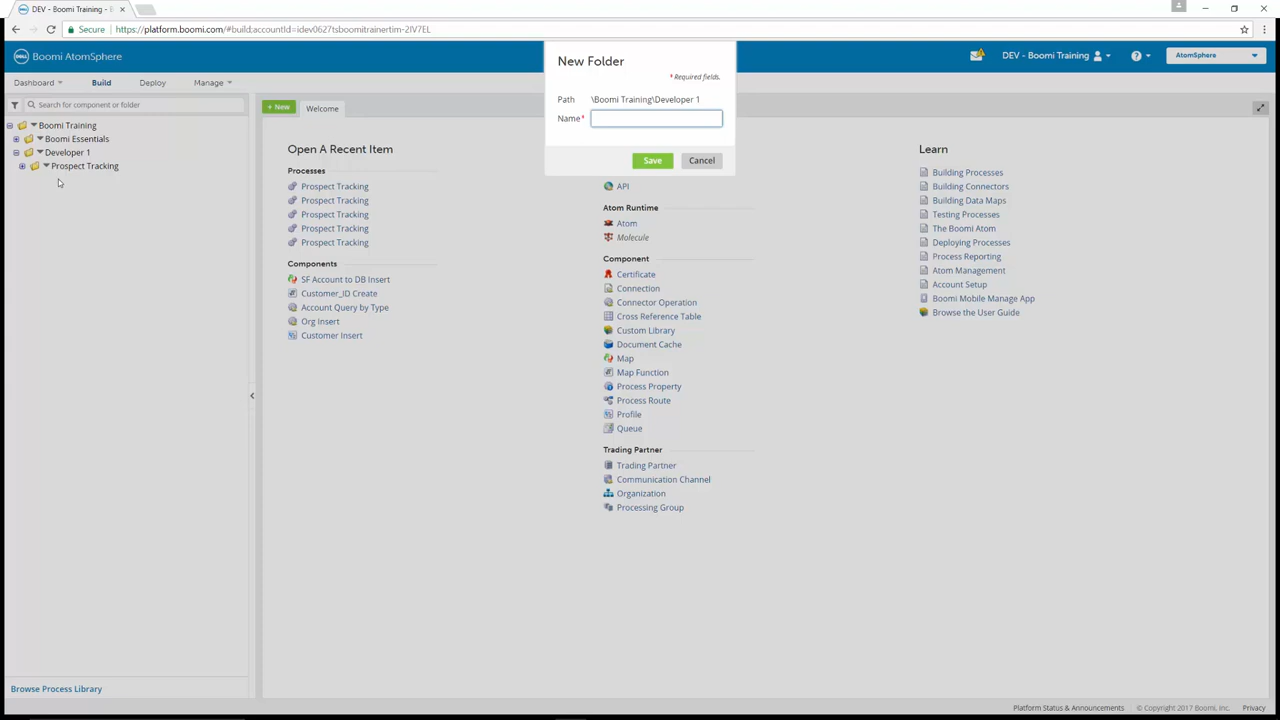 DEV - Boomi Training - B
Secure
https://platform.boomi.com/#build;accountId=idev0627tsboomitrainertim-2IV7EL
DELL
Boomi AtomSphere
DEV - Boomi Training
AtomSphere
Dashboard
Build
Deploy
Manage
Search for component or folder
Boomi Training
Boomi Essentials
Developer 1
Prospect Tracking
Browse Process Library
+ New
Welcome
New Folder
* Required fields.
Path \Boomi Training\Developer 1
Name*
Save
Cancel
Open A Recent Item
Processes
Prospect Tracking
Prospect Tracking
Prospect Tracking
Prospect Tracking
Prospect Tracking
Components
SF Account to DB Insert
Customer_ID Create
Account Query by Type
Org Insert
Customer Insert
API
Atom Runtime
Atom
Molecule
Component
Certificate
Connection
Connector Operation
Cross Reference Table
Custom Library
Document Cache
Map
Map Function
Process Property
Process Route
Profile
Queue
Trading Partner
Trading Partner
Communication Channel
Organization
Processing Group
Learn
Building Processes
Building Connectors
Building Data Maps
Testing Processes
The Boomi Atom
Deploying Processes
Process Reporting
Atom Management
Account Setup
Boomi Mobile Manage App
Browse the User Guide
Platform Status & Announcements
© Copyright 2017 Boomi, Inc.
Privacy